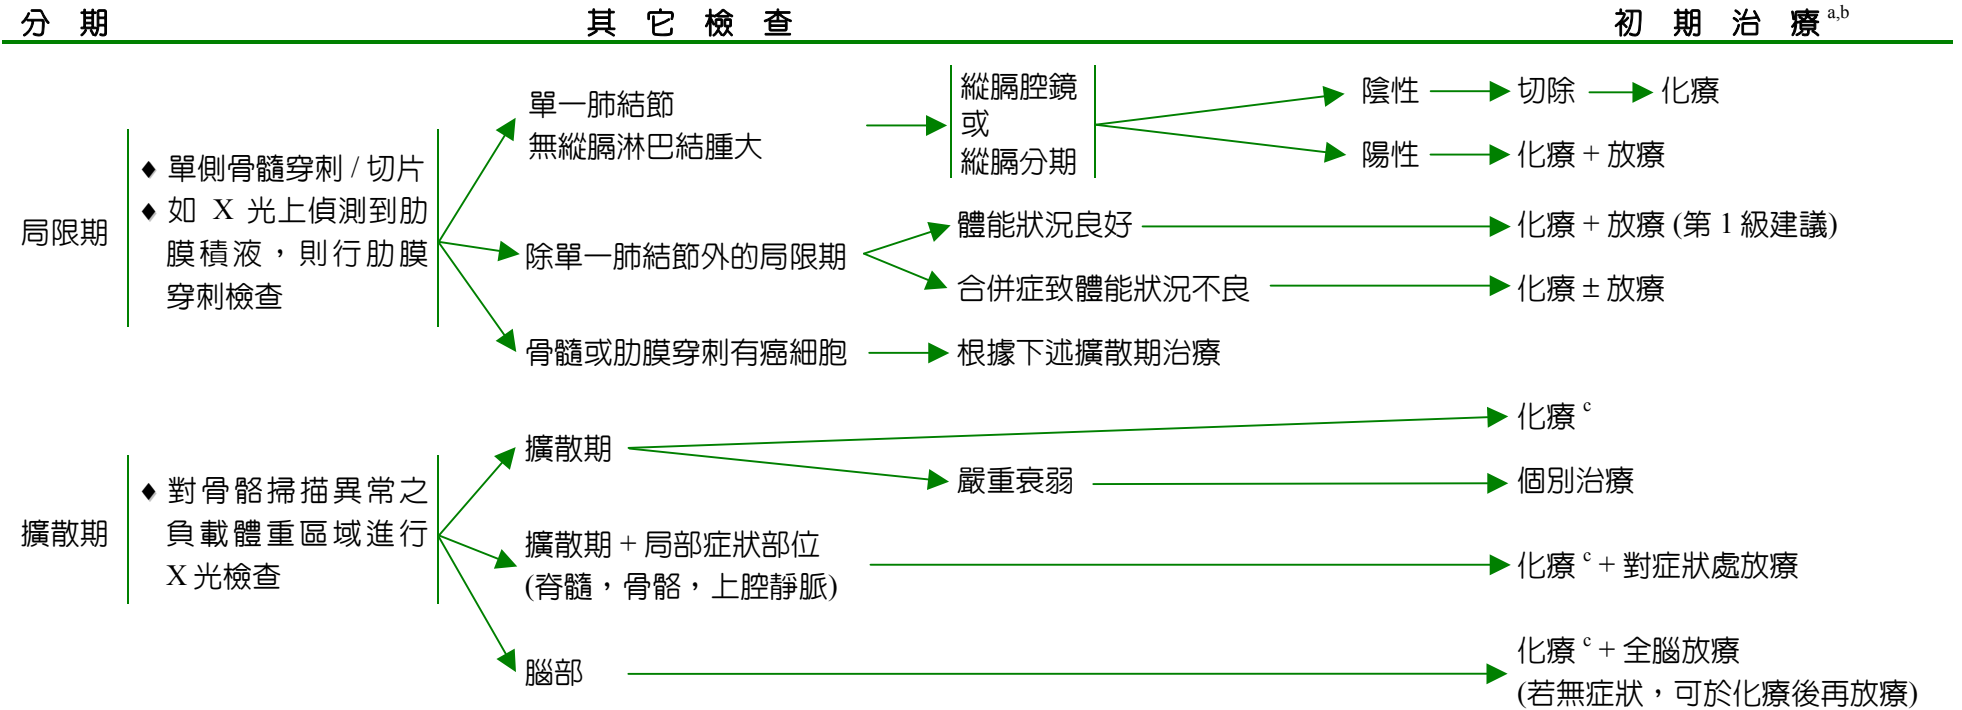 分期 其它檢查 初期治療 a,b
局限期
♦ 單側骨髓穿刺 / 切片
♦ 如 X 光上偵測到肋
膜積液，則行肋膜
穿刺檢查
單一肺結節
無縱膈淋巴結腫大
縱膈腔鏡
或
縱膈分期
陰性
切除
化療
陽性
化療 + 放療
除單一肺結節外的局限期
體能狀況良好
化療 + 放療 (第 1 級建議)
合併症致體能狀況不良
化療 ± 放療
骨髓或肋膜穿刺有癌細胞
根據下述擴散期治療
擴散期
♦ 對骨骼掃描異常之
負載體重區域進行
X 光檢查
擴散期
化療 c
嚴重衰弱
個別治療
擴散期 + 局部症狀部位
(脊髓，骨骼，上腔靜脈)
化療 c + 對症狀處放療
腦部
化療 c + 全腦放療
(若無症狀，可於化療後再放療)